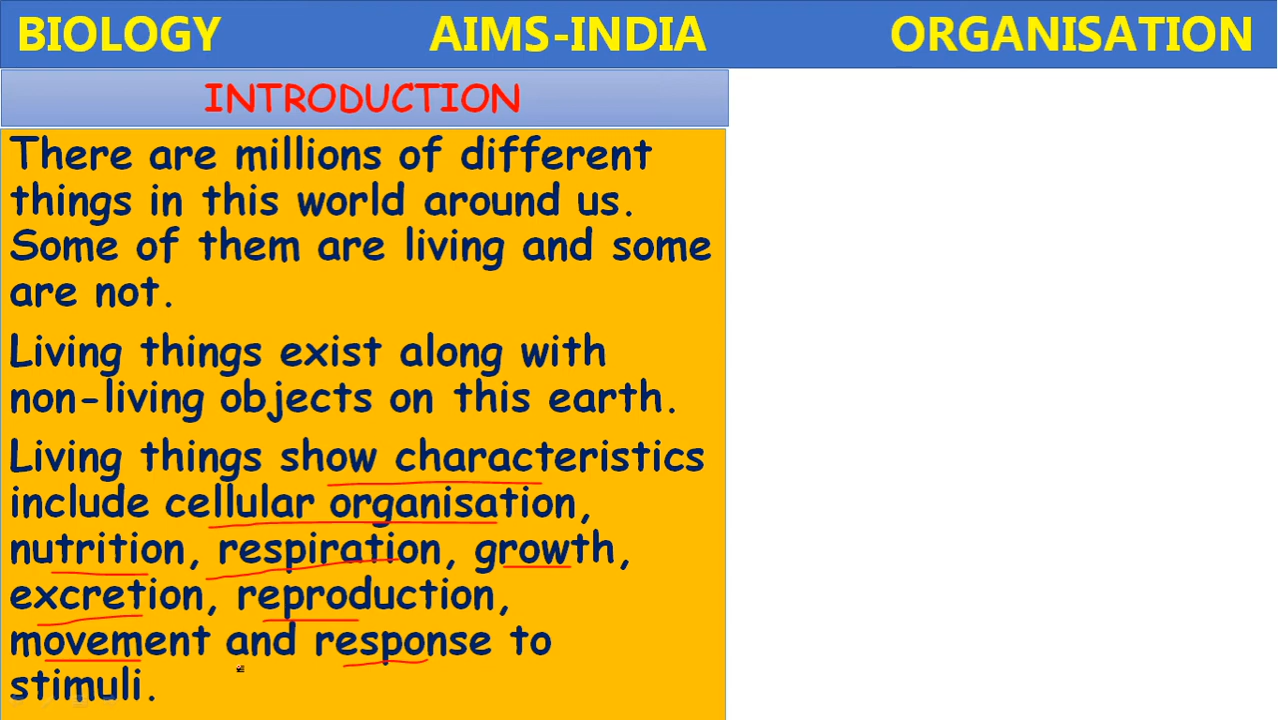 BIOLOGY AIMS-INDIA ORGANISATION
INTRODUCTION
There are millions of different
things in this world around us.
Some of them are living and some
are not.
Living things exist along with
non-living objects on this earth.
Living things show characteristics
include cellular organisation,
nutrition, respiration, growth,
excretion, reproduction,
movement and response to
stimuli.